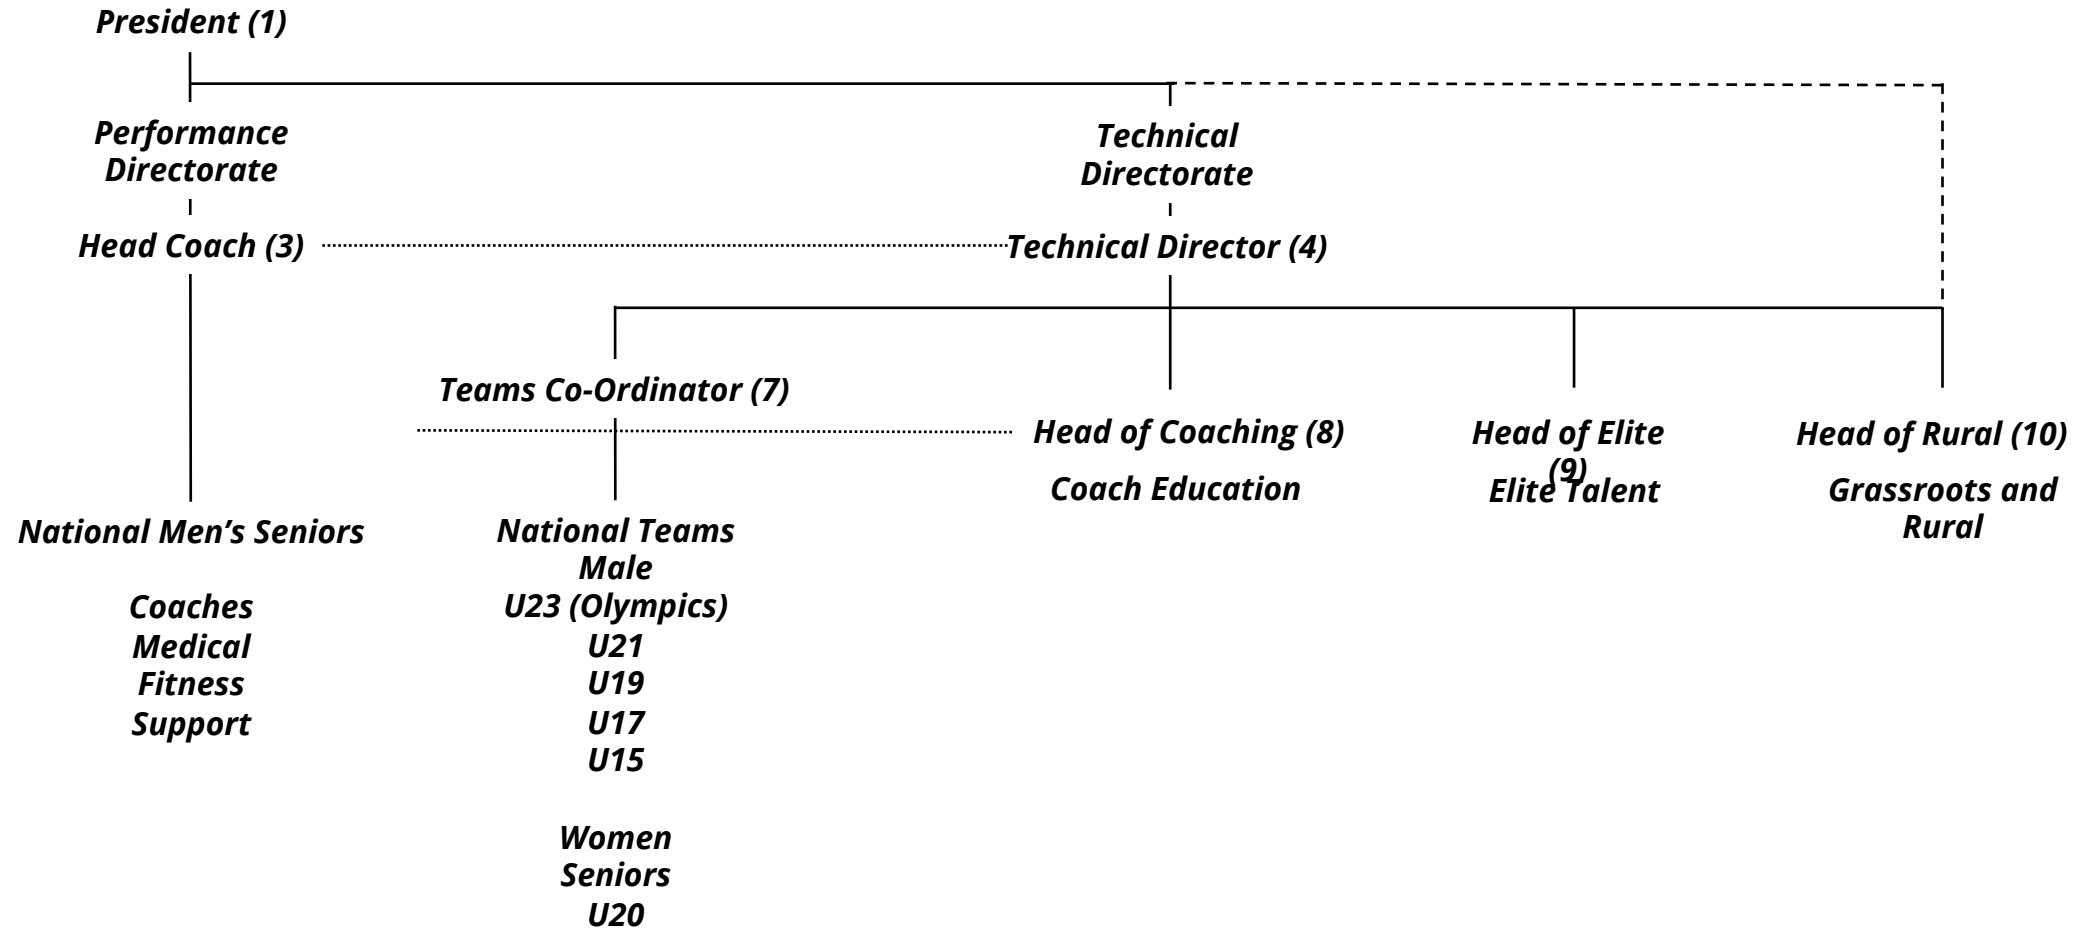 President (1)
Performance
Directorate
Technical
Directorate
Head Coach (3)
Technical Director (4)
Teams Co-Ordinator (7)
Head of Coaching (8)
Coach Education
Head of Elite
(9)
Elite Talent
Head of Rural (10)
Grassroots and
Rural
National Men’s Seniors
Coaches
Medical
Fitness
Support
National Teams
Male
U23 (Olympics)
U21
U19
U17
U15
Women
Seniors
U20